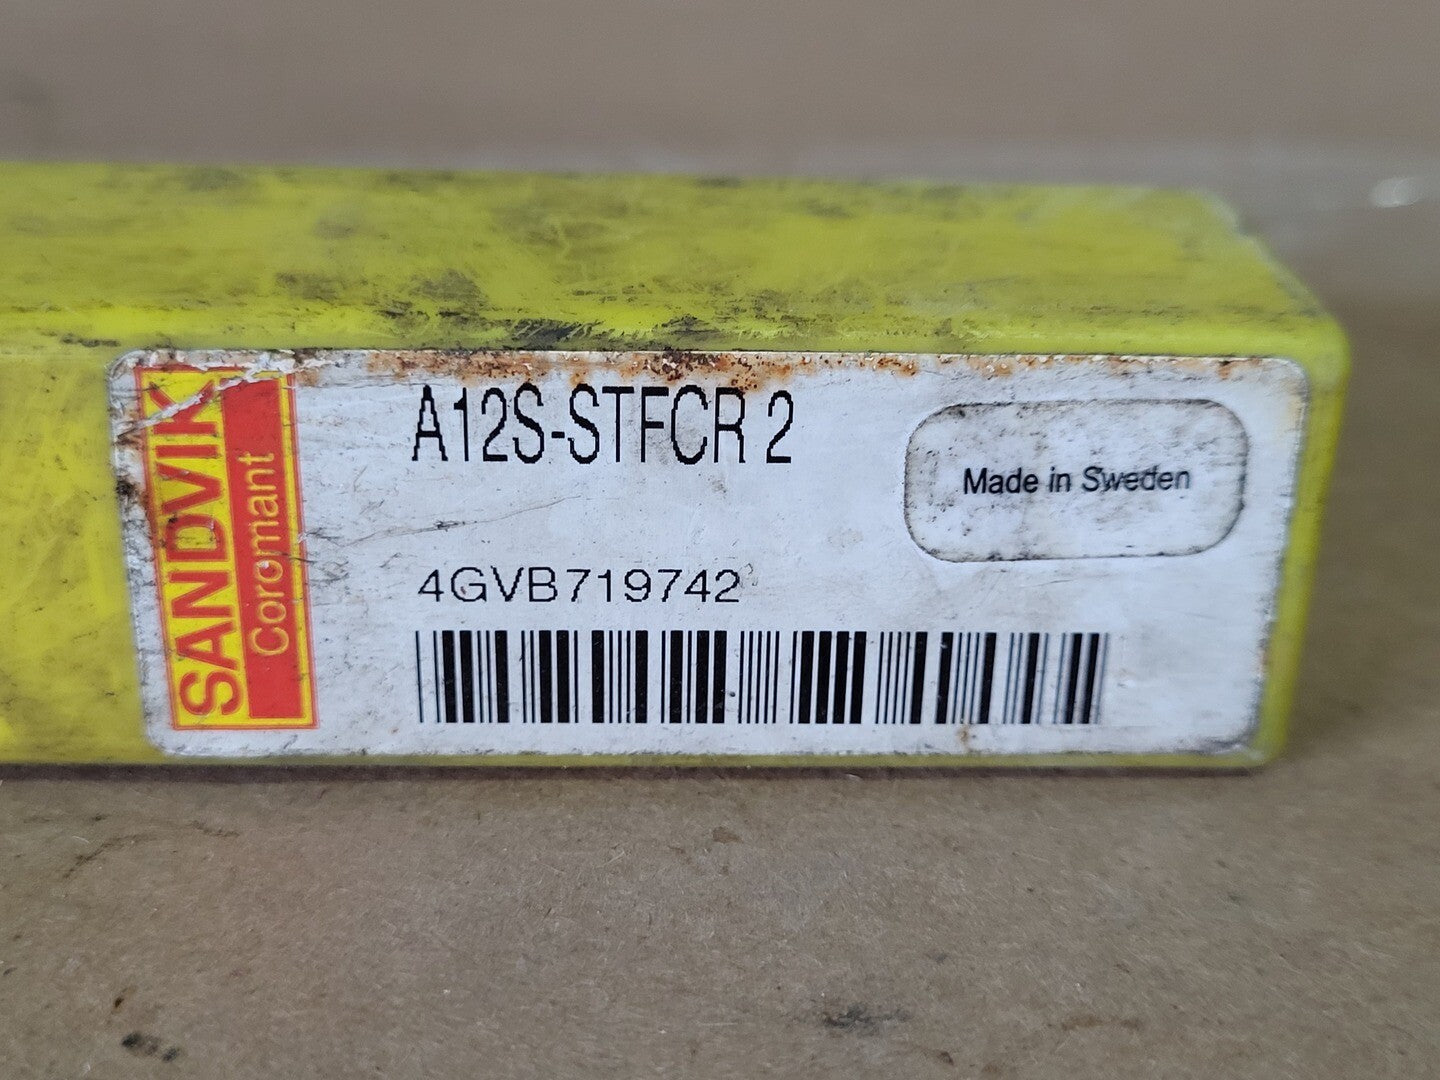 SANDVIK
Coromant
A12S-STFCR 2
Made in Sweden
4GVB719742